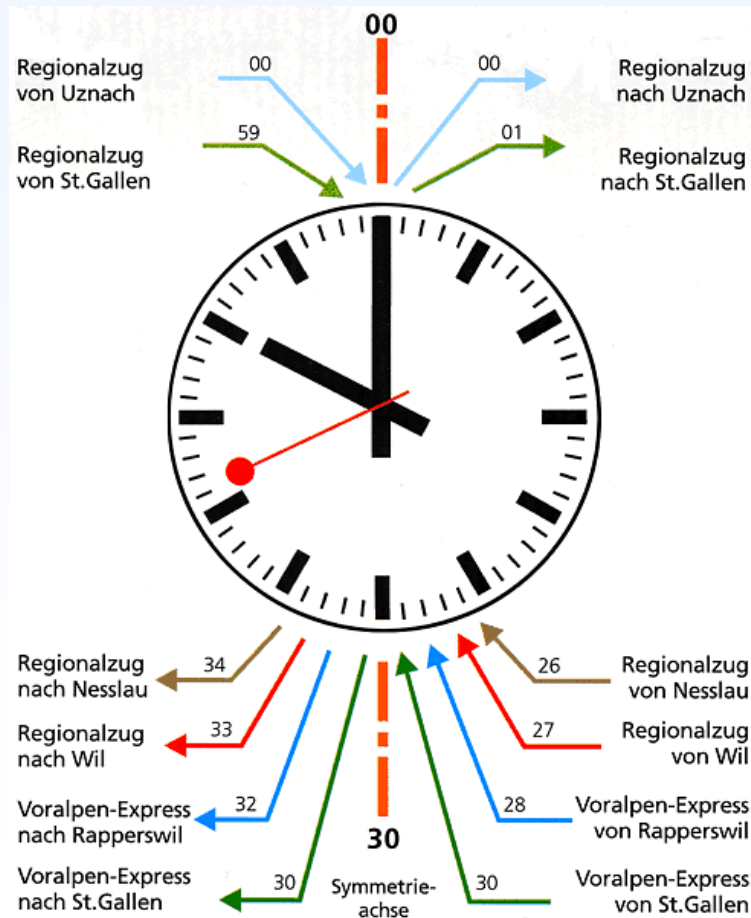 00
Regionalzug
von Uznach
00
00
Regionalzug
nach Uznach
Regionalzug
von St.Gallen
59
01
Regionalzug
nach St.Gallen
Regionalzug
nach Nesslau
34
26
Regionalzug
von Nesslau
Regionalzug
nach Wil
33
27
Regionalzug
von Wil
Voralpen-Express
nach Rapperswil
32
28
Voralpen-Express
von Rapperswil
30
Voralpen-Express
nach St.Gallen
30
Symmetrie-
achse
30
Voralpen-Express
von St.Gallen